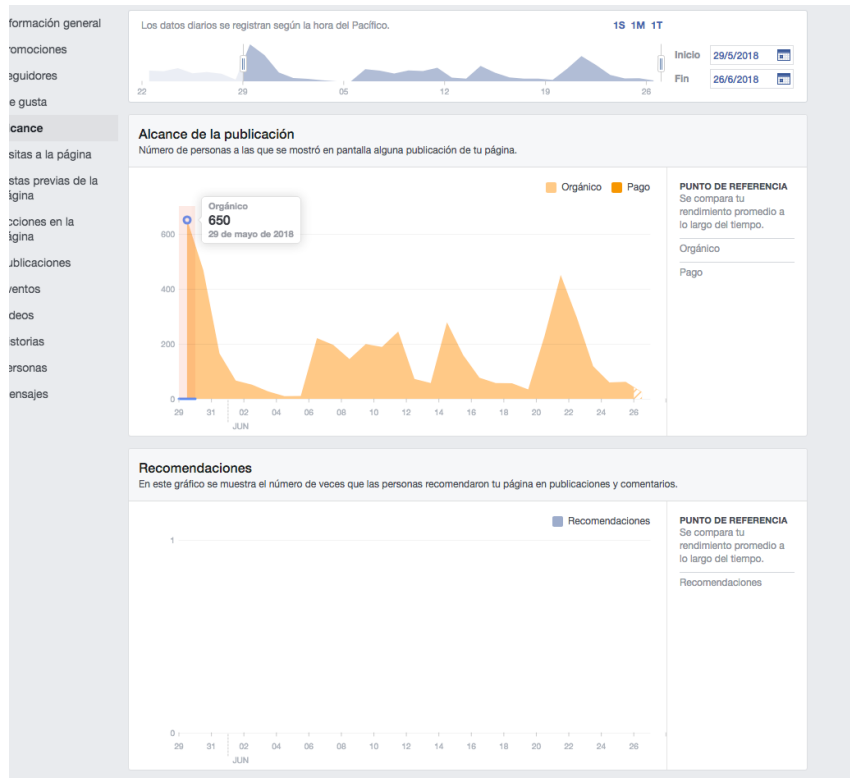 formación general
romociones
eguidores
e gusta
lcance
sitas a la página
stas previas de la
ágina
cciones en la
ágina
ublicaciones
ventos
deos
storias
ersonas
ensajes
Los datos diarios se registran según la hora del Pacífico.
1S 1M 1T
Inicio 29/5/2018
Fin 26/6/2018
22 29 05 12 19 26
Alcance de la publicación
Número de personas a las que se mostró en pantalla alguna publicación de tu página.
Orgánico Pago
Orgánico
650
29 de mayo de 2018
600
400
200
0
29 31 02 04 06 08 10 12 14 16 18 20 22 24 26
JUN
PUNTO DE REFERENCIA
Se compara tu
rendimiento promedio a
lo largo del tiempo.
Orgánico
Pago
Recomendaciones
En este gráfico se muestra el número de veces que las personas recomendaron tu página en publicaciones y comentarios.
Recomendaciones
1
0
29 31 02 04 06 08 10 12 14 16 18 20 22 24 26
JUN
PUNTO DE REFERENCIA
Se compara tu
rendimiento promedio a
lo largo del tiempo.
Recomendaciones